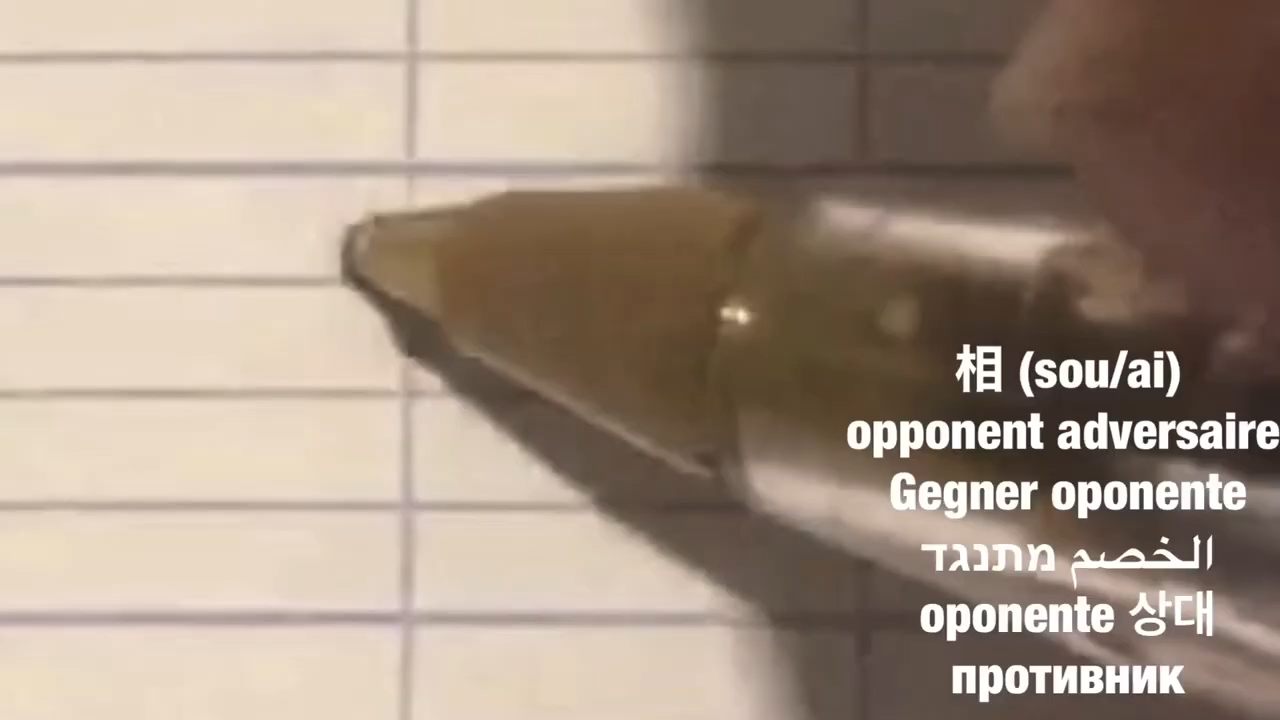 相 (sou/ai)
opponent adversaire
Gegner oponente
الخصم מתנגד
oponente 상대
противник